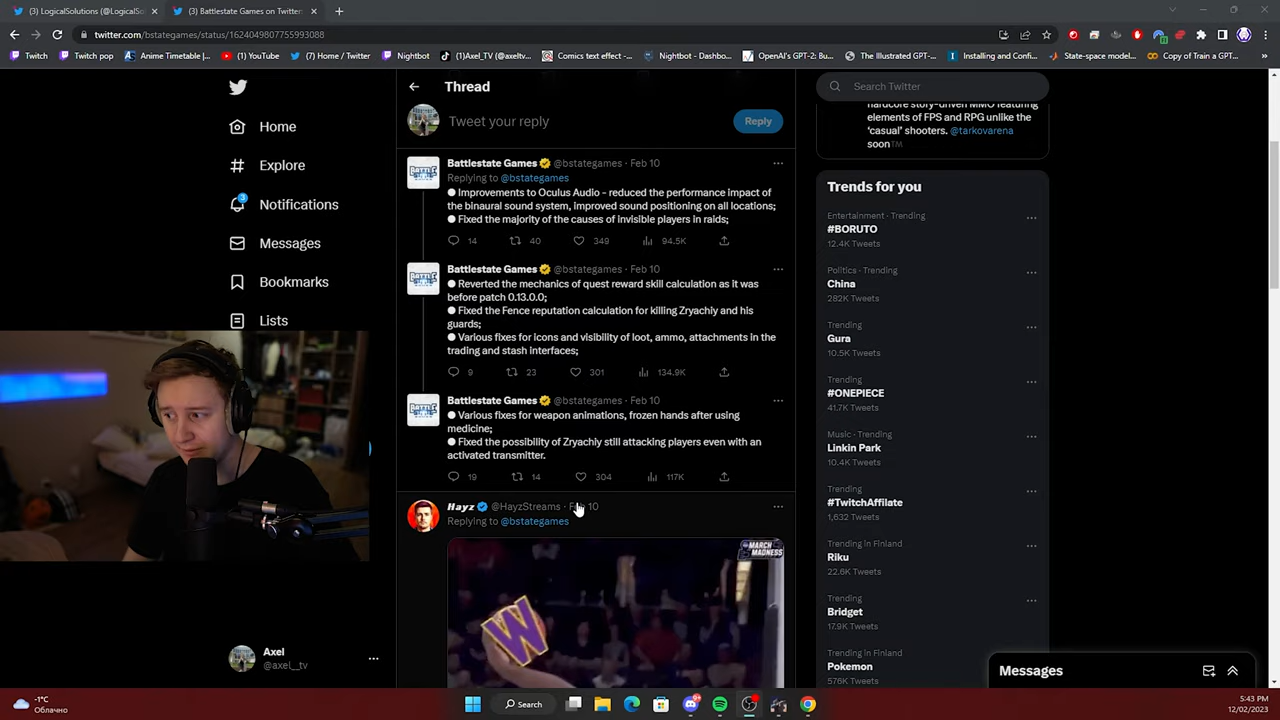 (3) LogicalSolutions (@LogicalSol
(3) Battlestate Games on Twitter
twitter.com/bstategames/status/1624049807755993088
Twitch
Twitch pop
Anime Timetable |...
YouTube
(7) Home / Twitter
Nightbot
Axel_TV (@axeltv...
Comics text effect -...
Nightbot - Dashbo...
OpenAI's GPT-2: Bu...
The Illustrated GPT-...
Installing and Confi...
State-space model...
Copy of Train a GPT...
Home
Explore
3
Notifications
Messages
Bookmarks
Lists
Axel
@axel__tv
Thread
Tweet your reply
Reply
Battlestate Games @bstategames · Feb 10
Replying to @bstategames
● Improvements to Oculus Audio - reduced the performance impact of
the binaural sound system, improved sound positioning on all locations;
● Fixed the majority of the causes of invisible players in raids;
14
40
349
94.5K
Battlestate Games @bstategames · Feb 10
● Reverted the mechanics of quest reward skill calculation as it was
before patch 0.13.0.0;
● Fixed the Fence reputation calculation for killing Zryachly and his
guards;
● Various fixes for icons and visibility of loot, ammo, attachments in the
trading and stash interfaces;
9
23
301
134.9K
Battlestate Games @bstategames · Feb 10
● Various fixes for weapon animations, frozen hands after using
medicine;
● Fixed the possibility of Zryachly still attacking players even with an
activated transmitter.
19
14
304
117K
Hayz @HayzStreams · Feb 10
Replying to @bstategames
MARCH
MADNESS
W
Search Twitter
hardcore story-driven MMO featuring
elements of FPS and RPG unlike the
'casual' shooters. @tarkovarena
soon™
Trends for you
Entertainment · Trending
#BORUTO
12.4K Tweets
Politics · Trending
China
282K Tweets
Trending
Gura
10.5K Tweets
Trending
#ONEPIECE
41.7K Tweets
Music · Trending
Linkin Park
10.4K Tweets
Trending
#TwitchAffilate
1,632 Tweets
Trending in Finland
Riku
22.6K Tweets
Trending
Bridget
17.9K Tweets
Trending in Finland
Pokemon
576K Tweets
Messages
-1°C
Облачно
Search
5:43 PM
12/02/2023